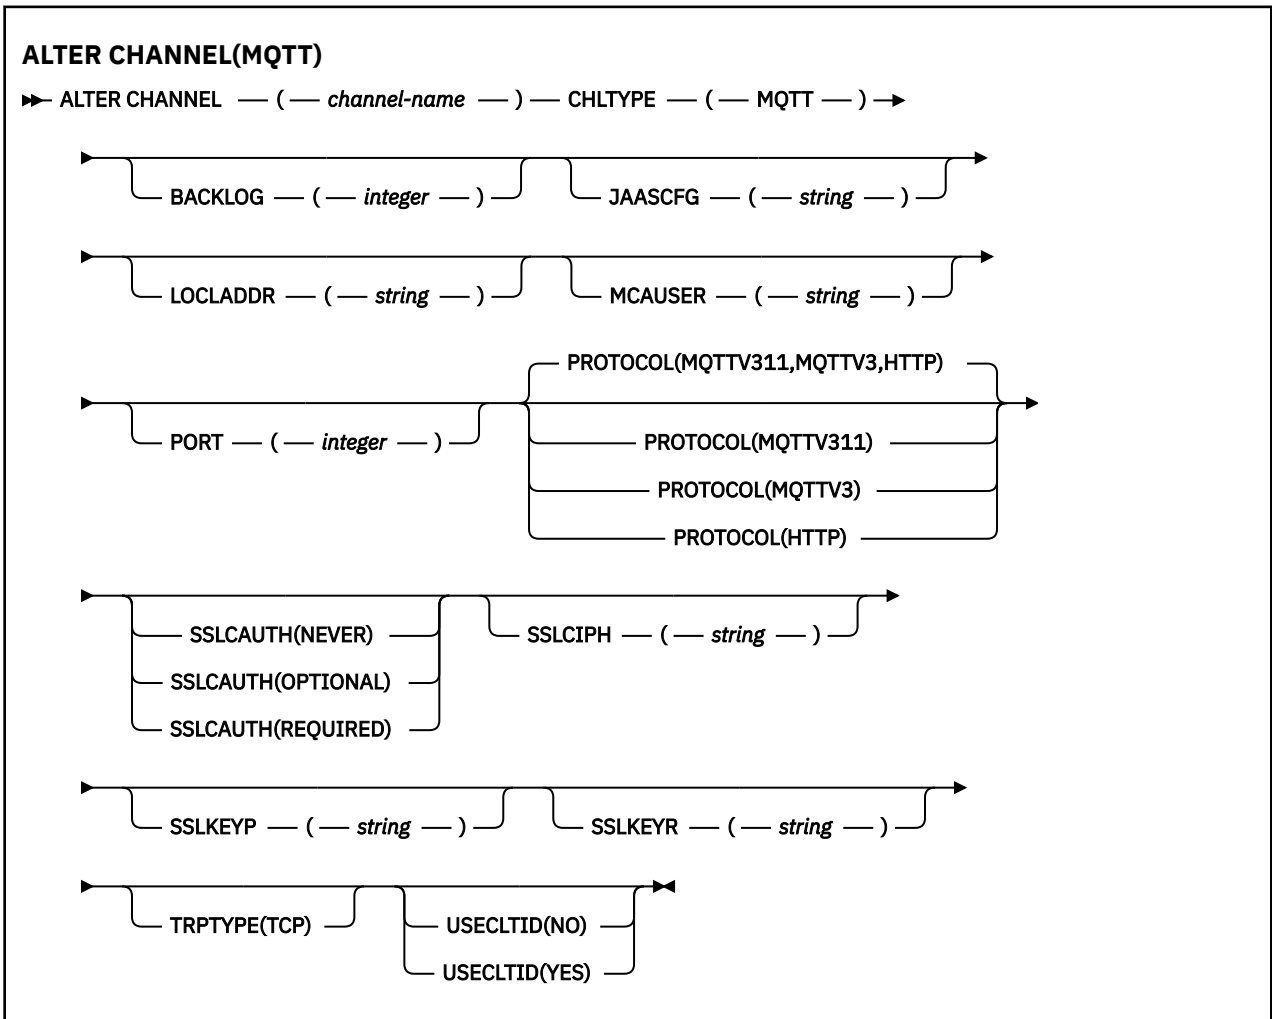 ALTER CHANNEL(MQTT)
ALTER CHANNEL ( channel-name ) CHLTYPE ( MQTT )
BACKLOG ( integer ) JAASCFG ( string )
LOCLADDR ( string ) MCAUSER ( string )
PROTOCOL(MQTTV311,MQTTV3,HTTP)
PORT ( integer ) PROTOCOL(MQTTV311)
PROTOCOL(MQTTV3)
PROTOCOL(HTTP)
SSLCAUTH(NEVER) SSLCIPH ( string )
SSLCAUTH(OPTIONAL)
SSLCAUTH(REQUIRED)
SSLKEYP ( string ) SSLKEYR ( string )
TRPTYPE(TCP) USECLTID(NO)
USECLTID(YES)